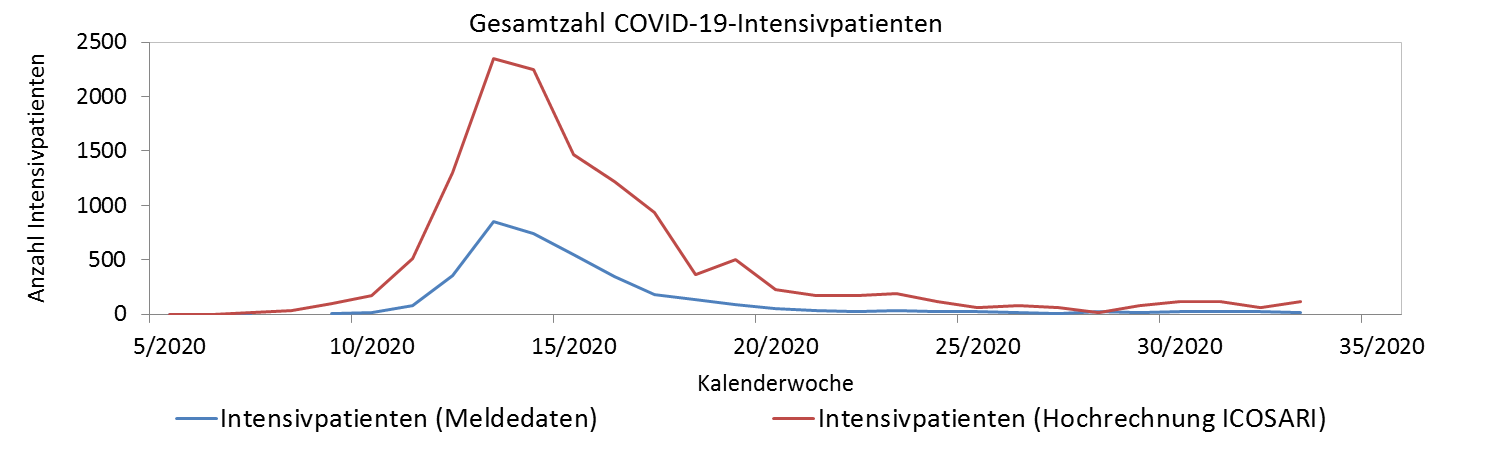 Gesamtzahl COVID-19-Intensivpatienten
2500
2000
1500
1000
500
0
Anzahl Intensivpatienten
5/2020 10/2020 15/2020 20/2020 25/2020 30/2020 35/2020
Kalenderwoche
Intensivpatienten (Meldedaten) Intensivpatienten (Hochrechnung ICOSARI)